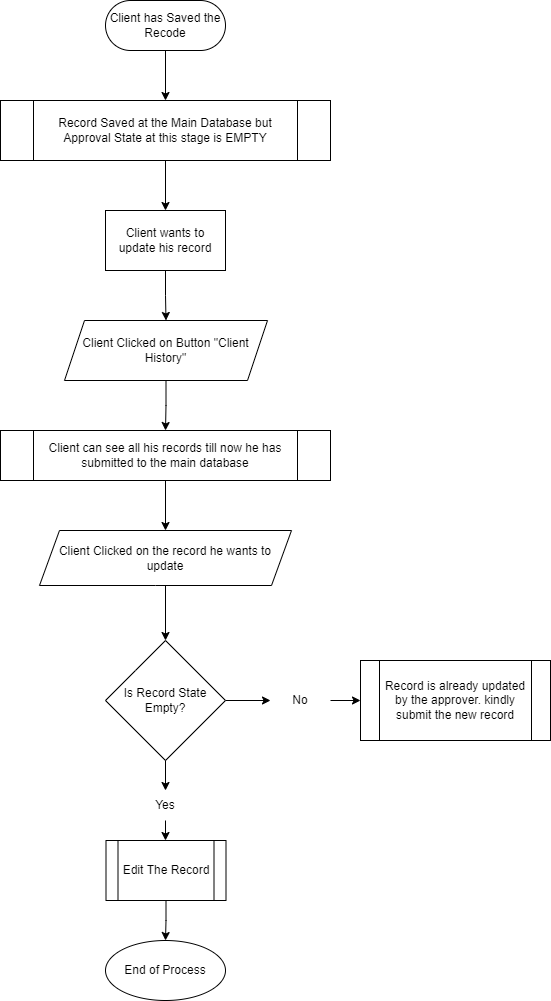 Client has Saved the
Recode
Record Saved at the Main Database but
Approval State at this stage is EMPTY
Client wants to
update his record
Client Clicked on Button "Client
History"
Client can see all his records till now he has
submitted to the main database
Client Clicked on the record he wants to
update
Is Record State
Empty?
No
Record is already updated
by the approver. kindly
submit the new record
Yes
Edit The Record
End of Process